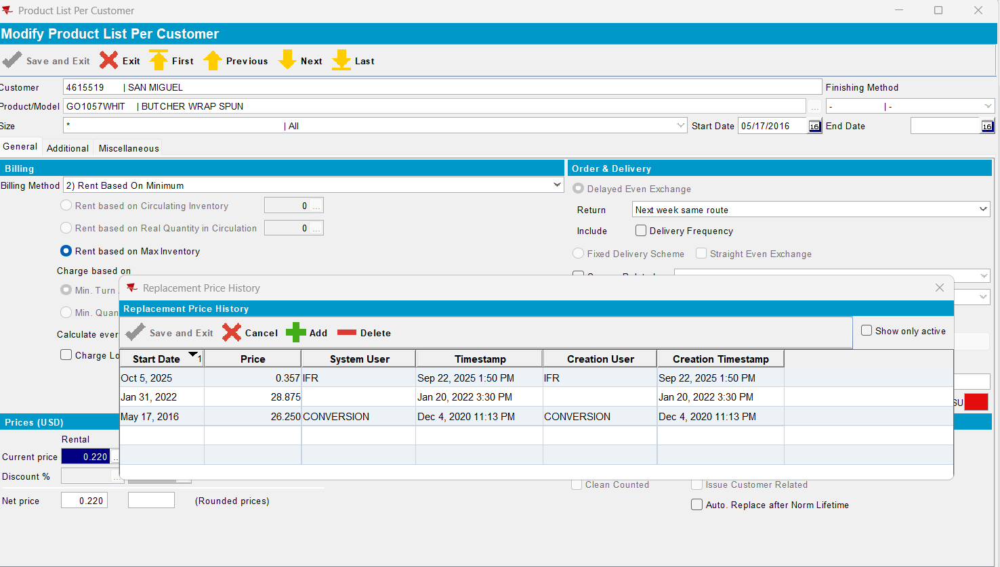 Product List Per Customer
Modify Product List Per Customer
Save and Exit Exit First Previous Next Last
Customer 4615519 | SAN MIGUEL Finishing Method
Product/Model GO1057WHIT | BUTCHER WRAP SPUN ... - | -
Size * | All Start Date 05/17/2016 16 End Date 16
General Additional Miscellaneous
Billing
Billing Method 2) Rent Based On Minimum
Rent based on Circulating Inventory 0 ...
Rent based on Real Quantity in Circulation 0 ...
Rent based on Max Inventory
Charge based on
Min. Turn
Min. Quan
Calculate ever
Charge Lo
Order & Delivery
Delayed Even Exchange
Return Next week same route
Include Delivery Frequency
Fixed Delivery Scheme Straight Even Exchange
Replacement Price History
Replacement Price History
Save and Exit Cancel Add Delete Show only active
Start Date 1 Price System User Timestamp Creation User Creation Timestamp
Oct 5, 2025 0.357 IFR Sep 22, 2025 1:50 PM IFR Sep 22, 2025 1:50 PM
Jan 31, 2022 28.875 Jan 20, 2022 3:30 PM Jan 20, 2022 3:30 PM
May 17, 2016 26.250 CONVERSION Dec 4, 2020 11:13 PM CONVERSION Dec 4, 2020 11:13 PM
SU
Prices (USD)
Rental
Current price 0.220 ...
Discount % ...
Net price 0.220 (Rounded prices)
Clean Counted Issue Customer Related
Auto. Replace after Norm Lifetime